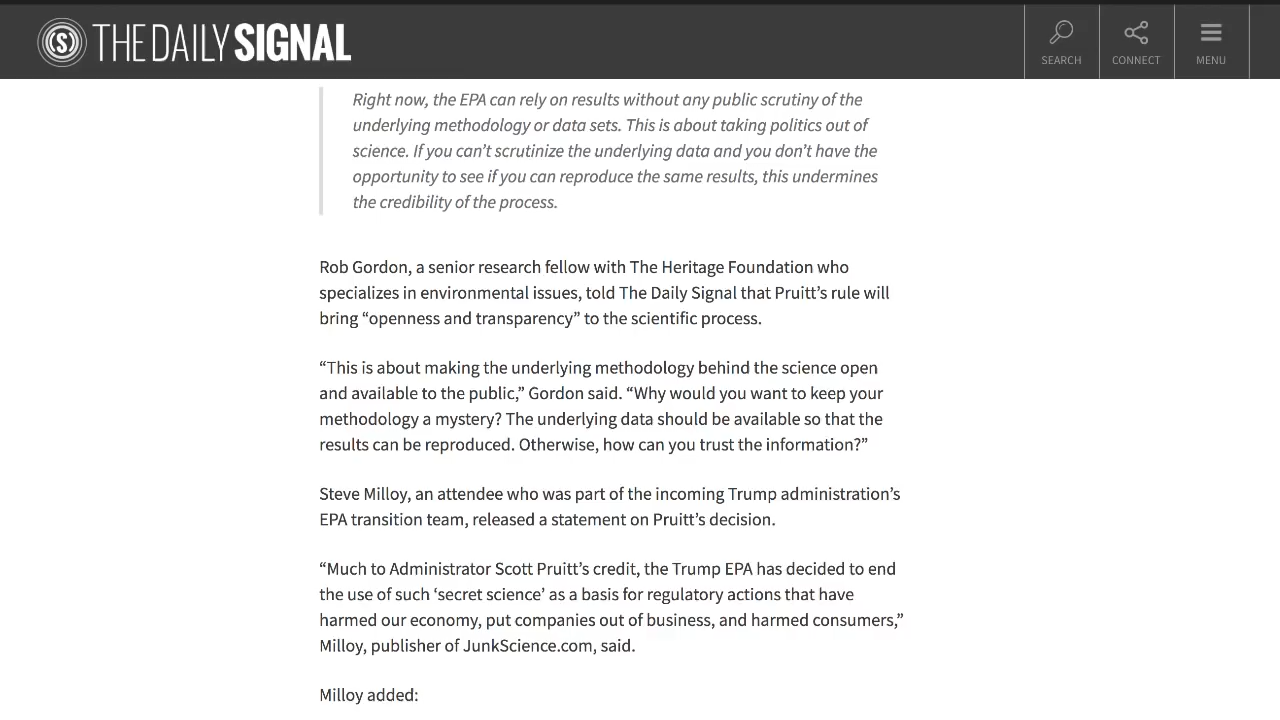 THE DAILY SIGNAL
SEARCH
CONNECT
MENU
Right now, the EPA can rely on results without any public scrutiny of the
underlying methodology or data sets. This is about taking politics out of
science. If you can’t scrutinize the underlying data and you don’t have the
opportunity to see if you can reproduce the same results, this undermines
the credibility of the process.
Rob Gordon, a senior research fellow with The Heritage Foundation who
specializes in environmental issues, told The Daily Signal that Pruitt’s rule will
bring “openness and transparency” to the scientific process.
“This is about making the underlying methodology behind the science open
and available to the public,” Gordon said. “Why would you want to keep your
methodology a mystery? The underlying data should be available so that the
results can be reproduced. Otherwise, how can you trust the information?”
Steve Milloy, an attendee who was part of the incoming Trump administration’s
EPA transition team, released a statement on Pruitt’s decision.
“Much to Administrator Scott Pruitt’s credit, the Trump EPA has decided to end
the use of such ‘secret science’ as a basis for regulatory actions that have
harmed our economy, put companies out of business, and harmed consumers,”
Milloy, publisher of JunkScience.com, said.
Milloy added: